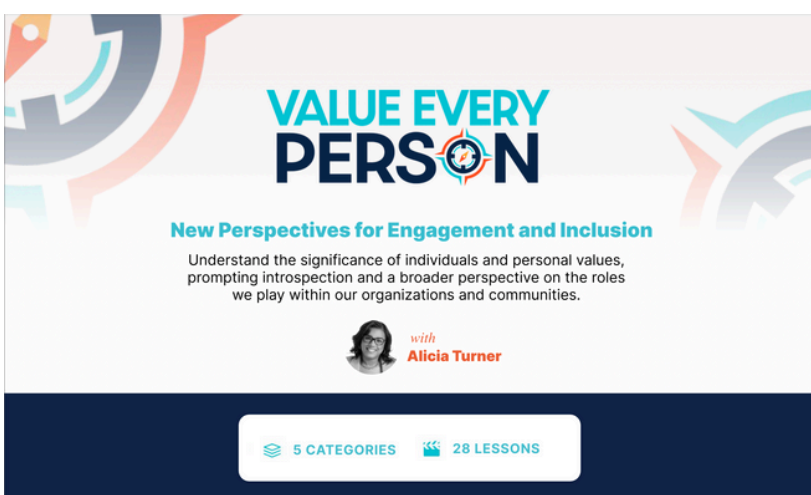 VALUE EVERY
PERSON
New Perspectives for Engagement and Inclusion
Understand the significance of individuals and personal values,
prompting introspection and a broader perspective on the roles
we play within our organizations and communities.
with
Alicia Turner
5 CATEGORIES 28 LESSONS